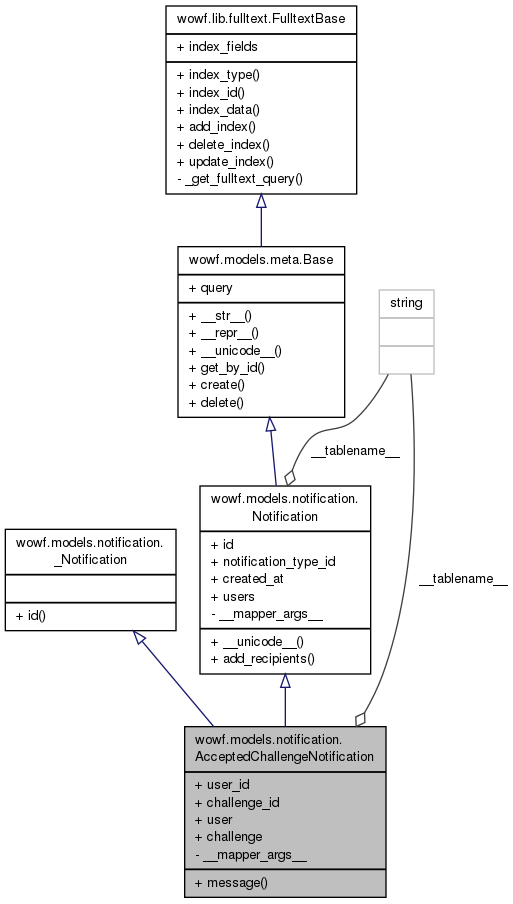 wowf.lib.fulltext.FulltextBase
+ index_fields
+ index_type()
+ index_id()
+ index_data()
+ add_index()
+ delete_index()
+ update_index()
- _get_fulltext_query()
wowf.models.meta.Base
+ query
+ __str__()
+ __repr__()
+ __unicode__()
+ get_by_id()
+ create()
+ delete()
string
__tablename__
wowf.models.notification.
Notification
+ id
+ notification_type_id
+ created_at
+ users
- __mapper_args__
+ __unicode__()
+ add_recipients()
wowf.models.notification.
_Notification
+ id()
__tablename__
wowf.models.notification.
AcceptedChallengeNotification
+ user_id
+ challenge_id
+ user
+ challenge
- __mapper_args__
+ message()